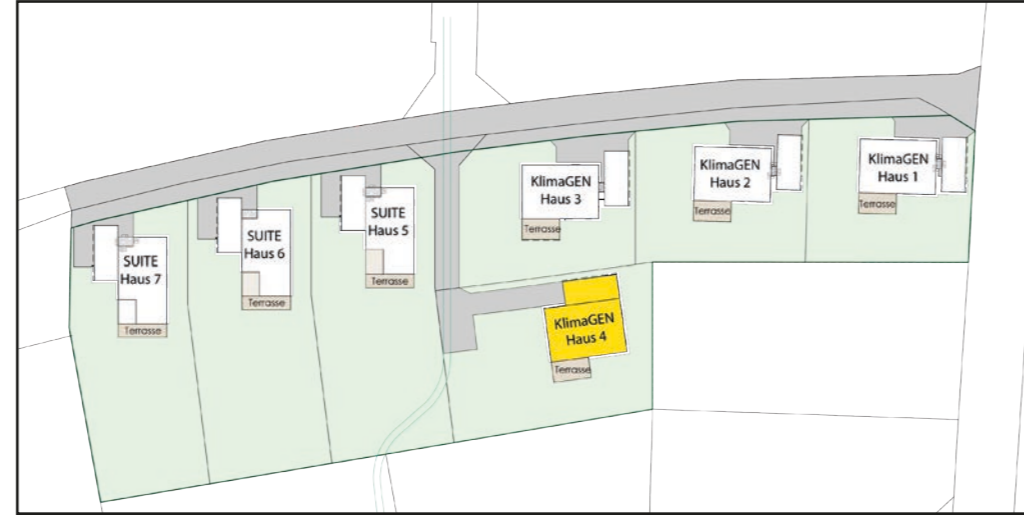 SUITE
Haus 7
Terrasse
SUITE
Haus 6
Terrasse
SUITE
Haus 5
Terrasse
KlimaGEN
Haus 3
Terrasse
KlimaGEN
Haus 2
Terrasse
KlimaGEN
Haus 1
Terrasse
KlimaGEN
Haus 4
Terrasse